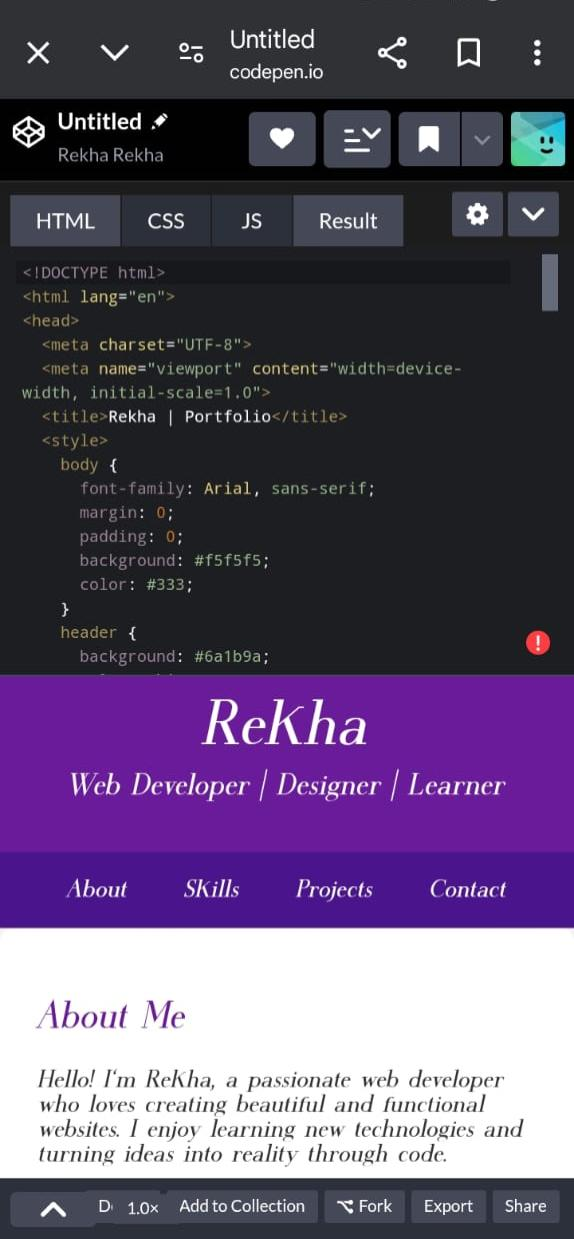 Untitled
codepen.io
Untitled
Rekha Rekha
HTML CSS JS Result
<!DOCTYPE html>
<html lang="en">
<head>
<meta charset="UTF-8">
<meta name="viewport" content="width=device-
width, initial-scale=1.0">
<title>Rekha | Portfolio</title>
<style>
body {
font-family: Arial, sans-serif;
margin: 0;
padding: 0;
background: #f5f5f5;
color: #333;
}
header {
background: #6a1b9a;
Rekha
Web Developer | Designer | Learner
About Skills Projects Contact
About Me
Hello! I'm Rekha, a passionate web developer
who loves creating beautiful and functional
websites. I enjoy learning new technologies and
turning ideas into reality through code.
1.0× Add to Collection Fork Export Share